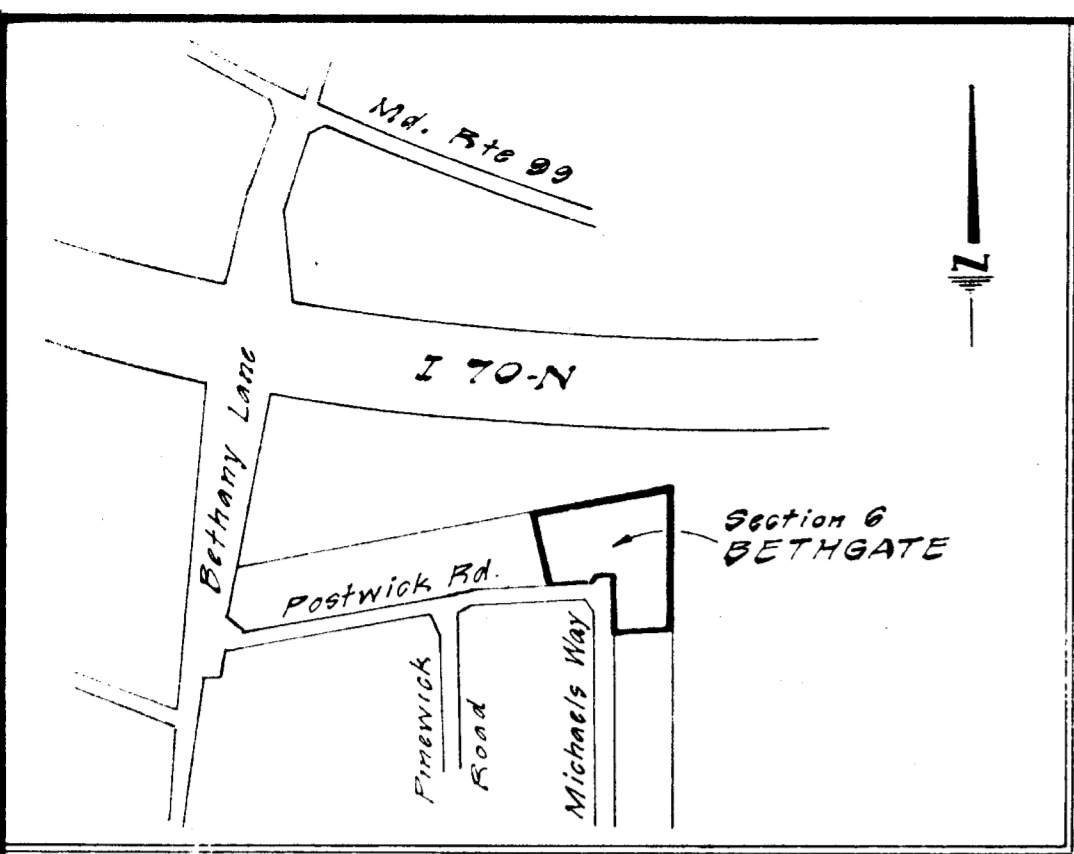 Md. Rte 99
N
I 70-N
Bethany Lane
Section 6
BETHGATE
Postwick Rd.
Pinewick
Road
Michaels Way